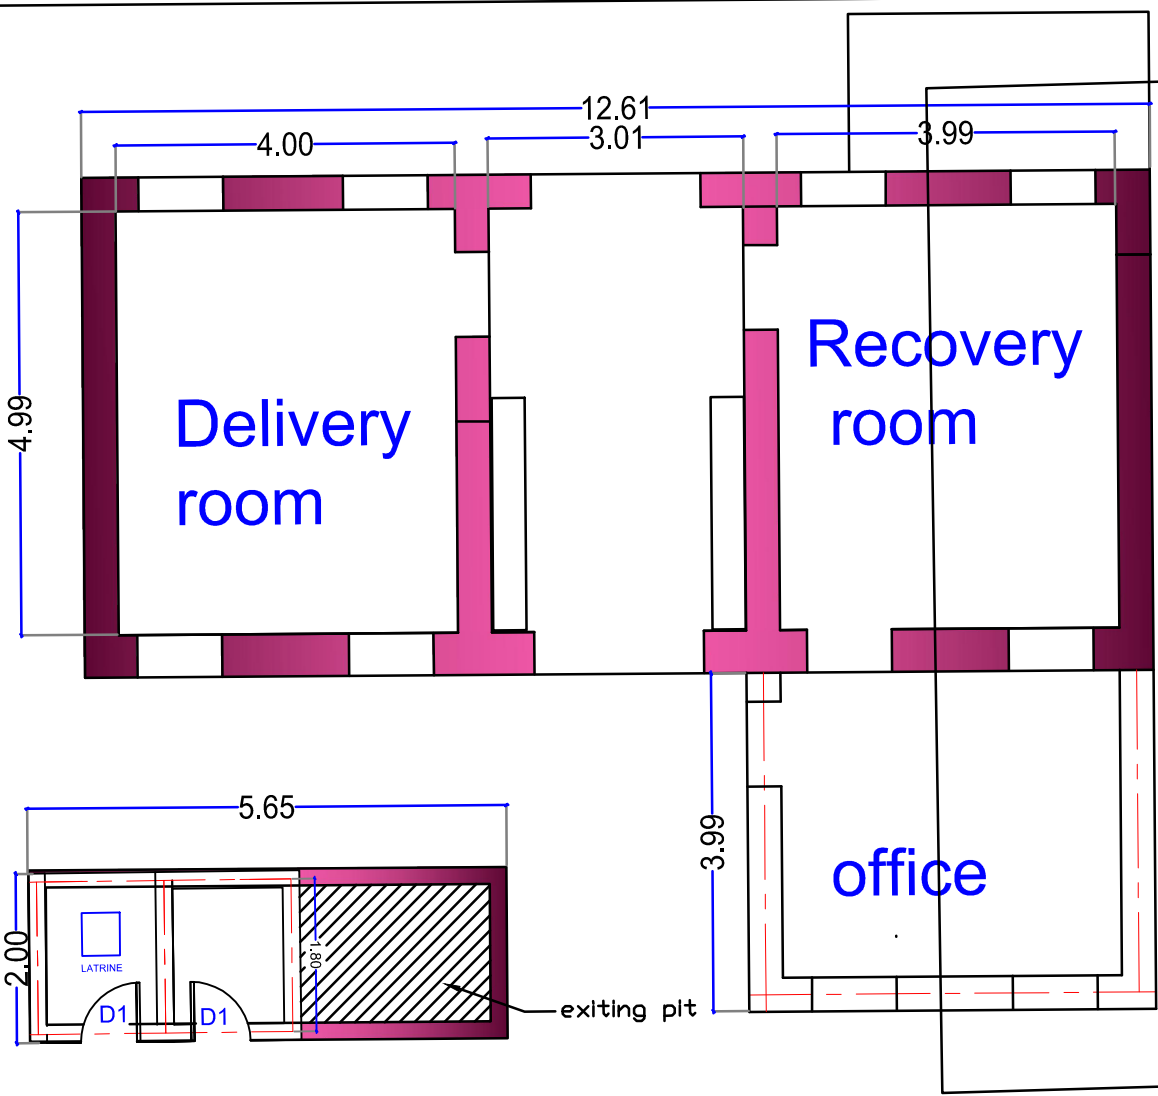 12.61
4.00
3.01
3.99
4.99
Recovery
room
Delivery
room
5.65
3.99
office
2.00
1.80
LATRINE
D1
D1
exiting pit